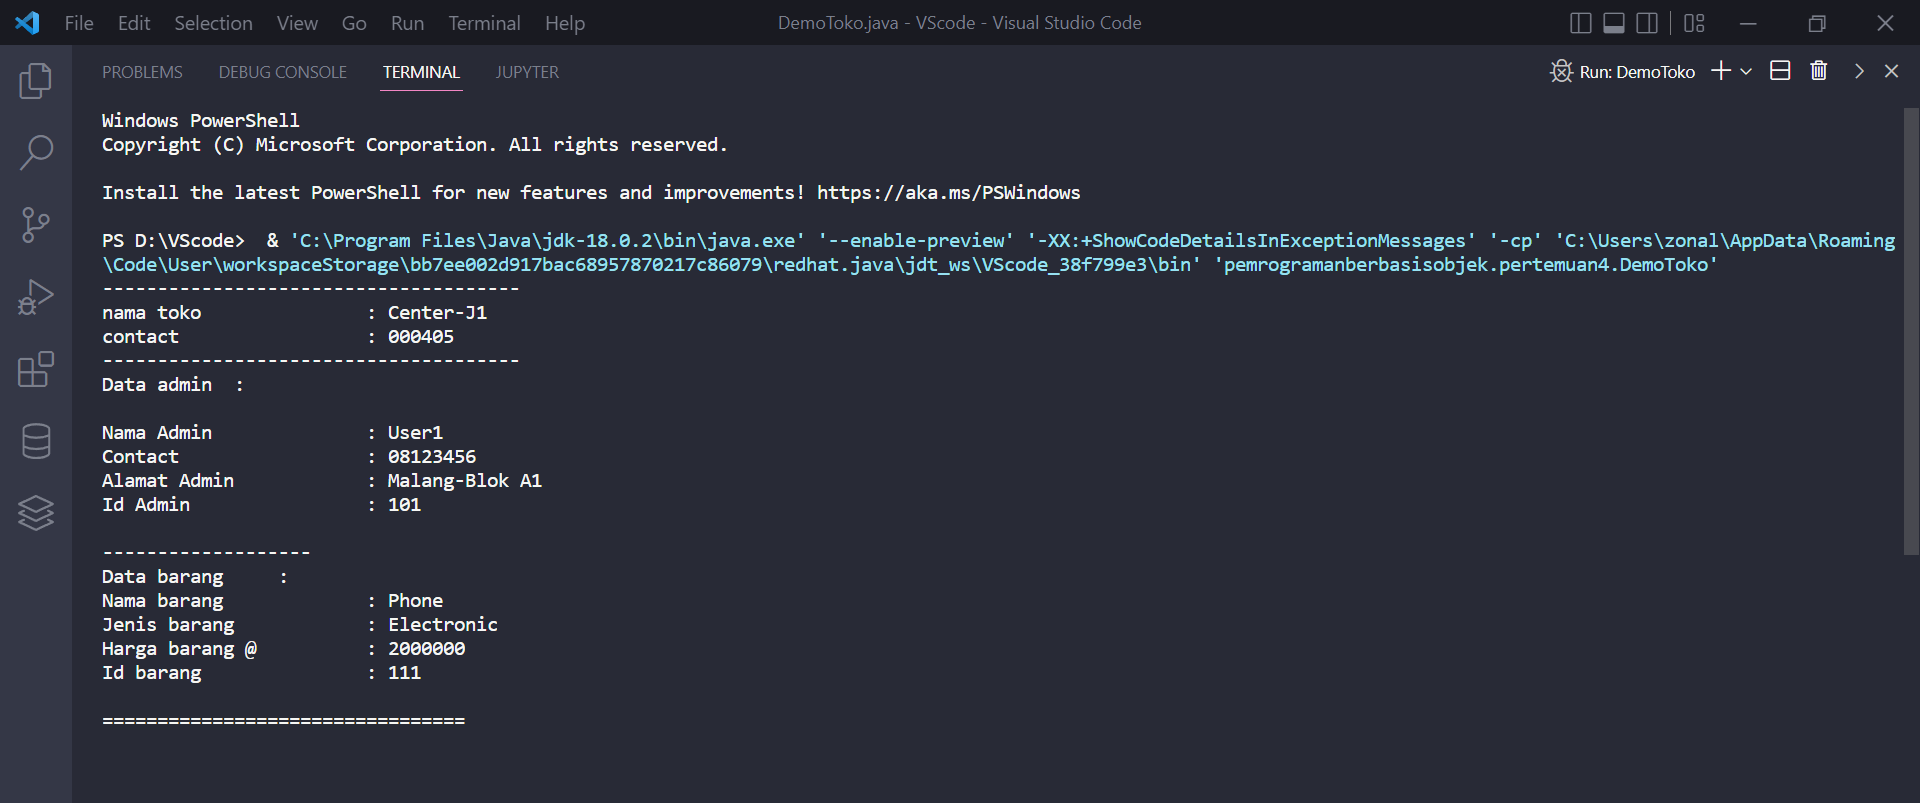 File Edit Selection View Go Run Terminal Help DemoToko.java - VScode - Visual Studio Code
PROBLEMS DEBUG CONSOLE TERMINAL JUPYTER Run: DemoToko
Windows PowerShell
Copyright (C) Microsoft Corporation. All rights reserved.
Install the latest PowerShell for new features and improvements! https://aka.ms/PSWindows
PS D:\VScode>  & 'C:\Program Files\Java\jdk-18.0.2\bin\java.exe' '--enable-preview' '-XX:+ShowCodeDetailsInExceptionMessages' '-cp' 'C:\Users\zonal\AppData\Roaming
\Code\User\workspaceStorage\bb7ee002d917bac68957870217c86079\redhat.java\jdt_ws\VScode_38f799e3\bin' 'pemrogramanberbasisobjek.pertemuan4.DemoToko'
--------------------------------------
nama toko               : Center-J1
contact                 : 000405
--------------------------------------
Data admin  :
Nama Admin              : User1
Contact                 : 08123456
Alamat Admin            : Malang-Blok A1
Id Admin                : 101
-------------------
Data barang     :
Nama barang             : Phone
Jenis barang            : Electronic
Harga barang @          : 2000000
Id barang               : 111
=================================